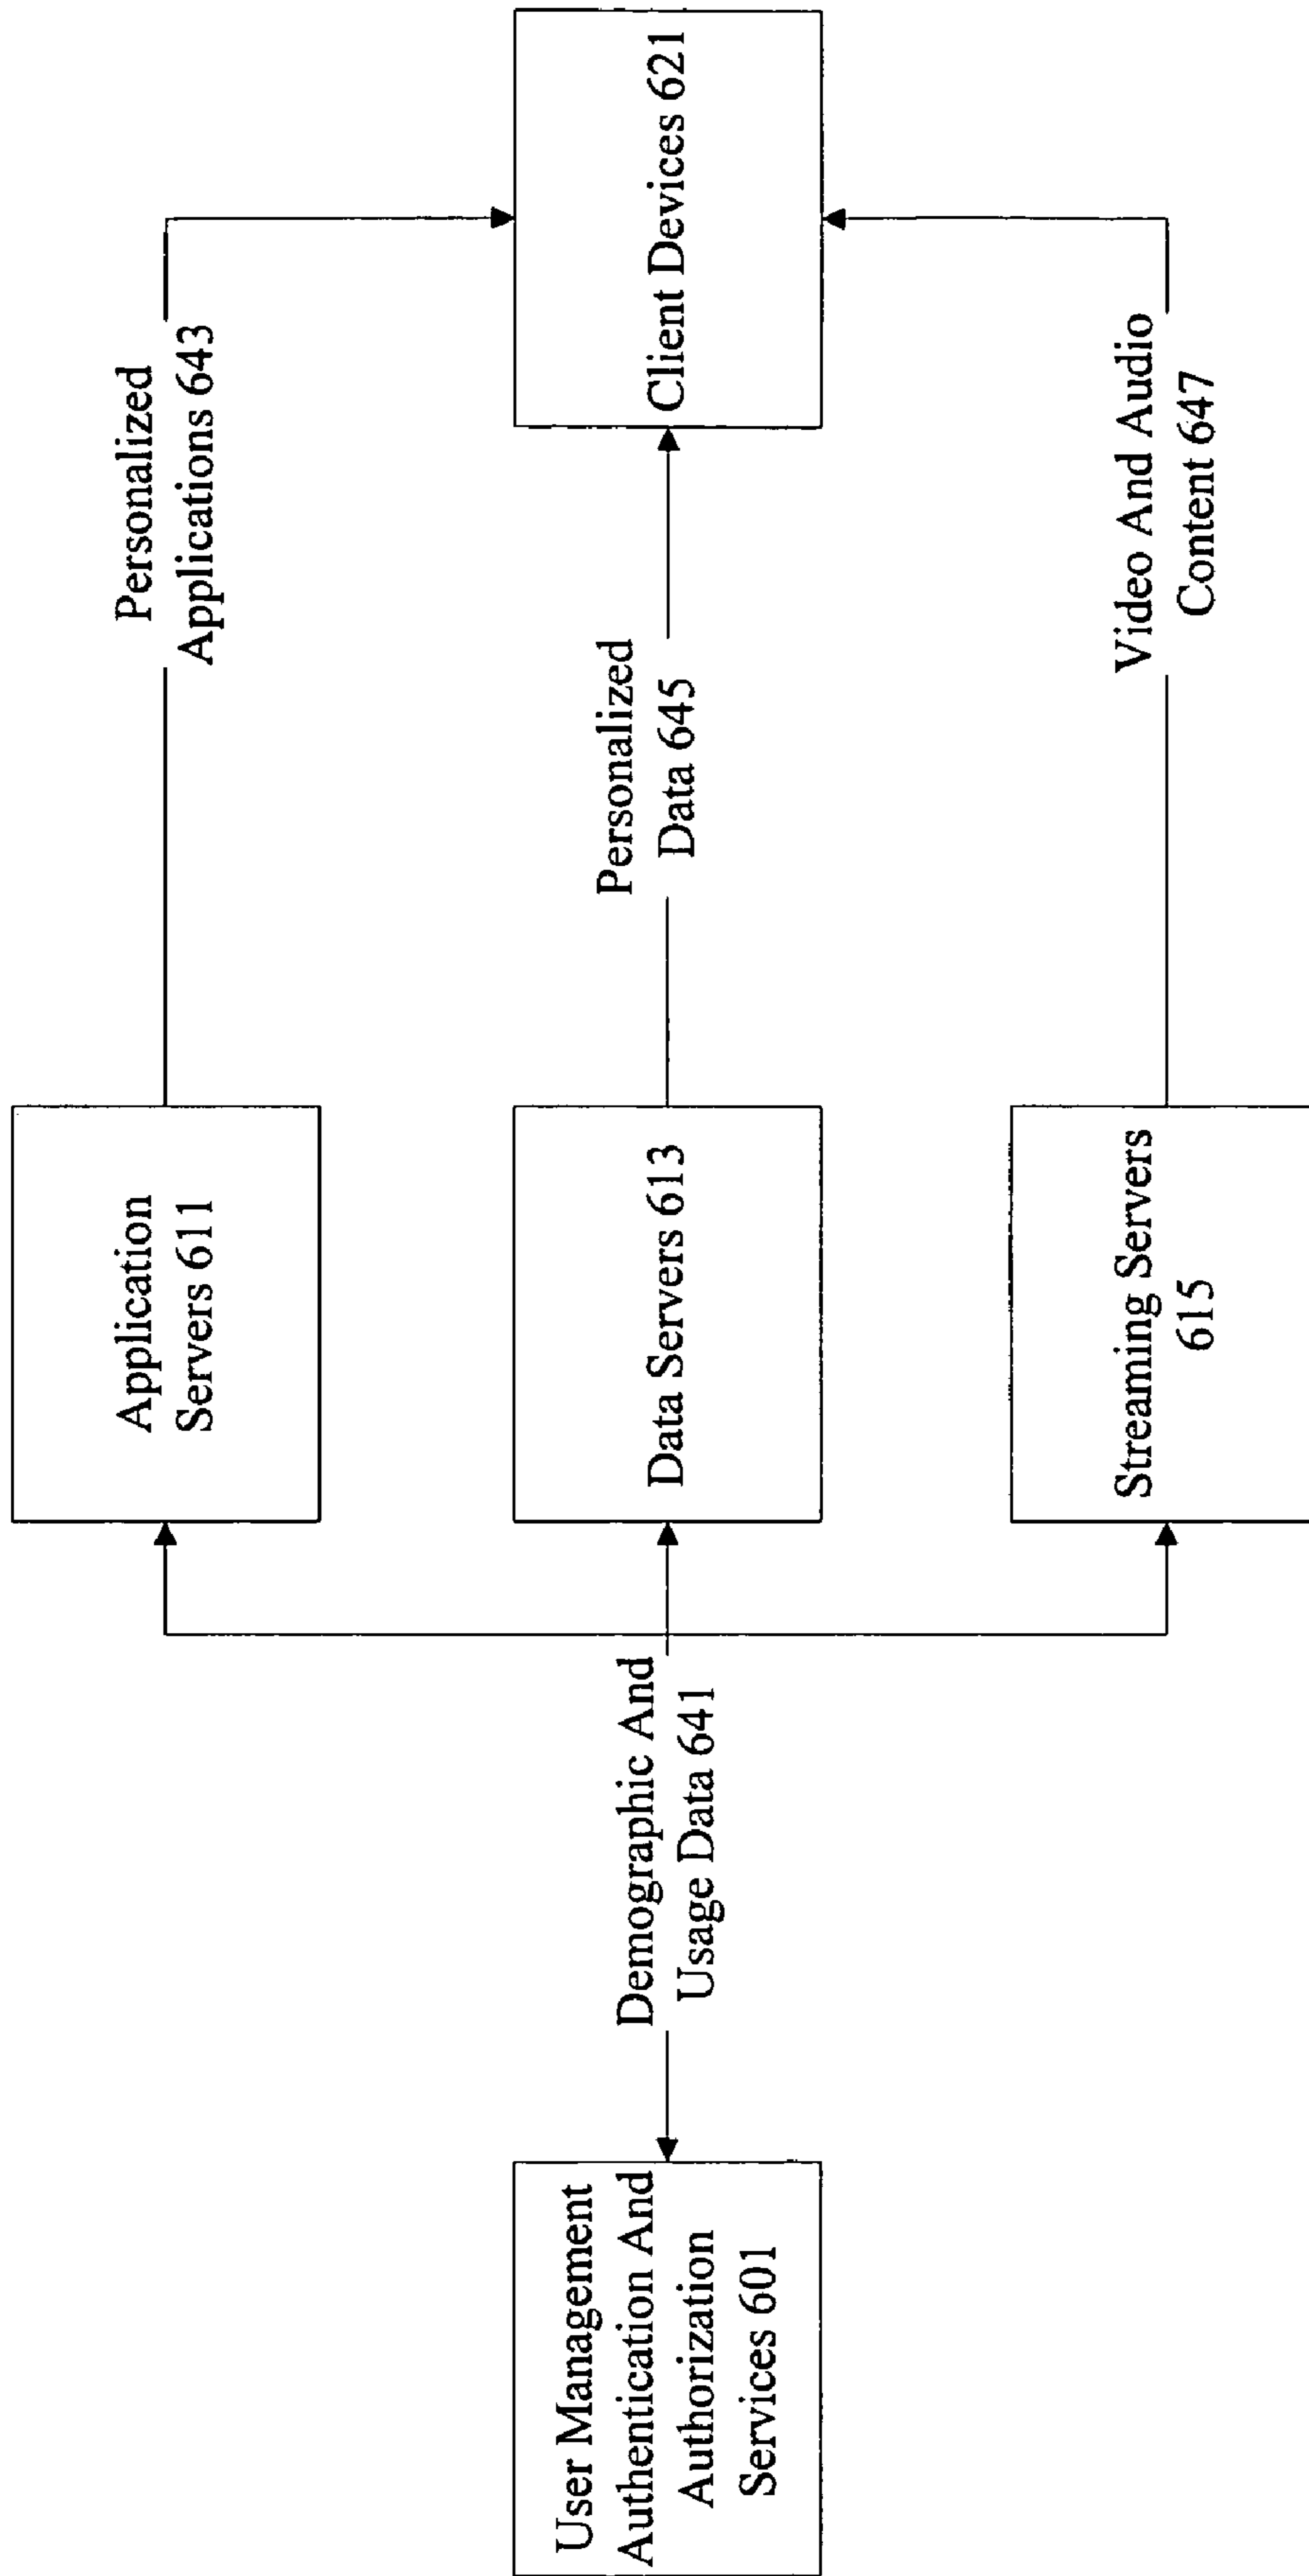 User Management
Authentication And
Authorization
Services 601
Demographic And
Usage Data 641
Application
Servers 611
Data Servers 613
Streaming Servers
615
Personalized
Applications 643
Personalized
Data 645
Video And Audio
Content 647
Client Devices 621